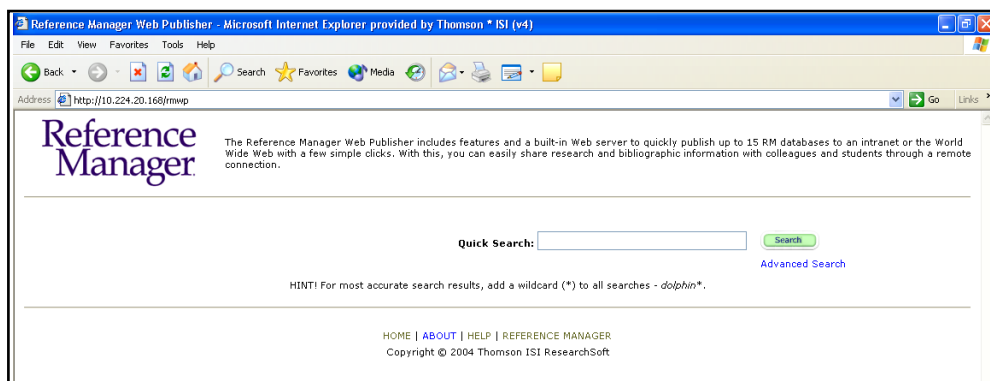 Reference Manager Web Publisher - Microsoft Internet Explorer provided by Thomson * ISI (v4)
File Edit View Favorites Tools Help
Back Search Favorites Media
Address http://10.224.20.168/rmwp Go Links »
Reference
Manager
The Reference Manager Web Publisher includes features and a built-in Web server to quickly publish up to 15 RM databases to an intranet or the World
Wide Web with a few simple clicks. With this, you can easily share research and bibliographic information with colleagues and students through a remote
connection.
Quick Search: Search
Advanced Search
HINT! For most accurate search results, add a wildcard (*) to all searches - dolphin*.
HOME | ABOUT | HELP | REFERENCE MANAGER
Copyright © 2004 Thomson ISI ResearchSoft